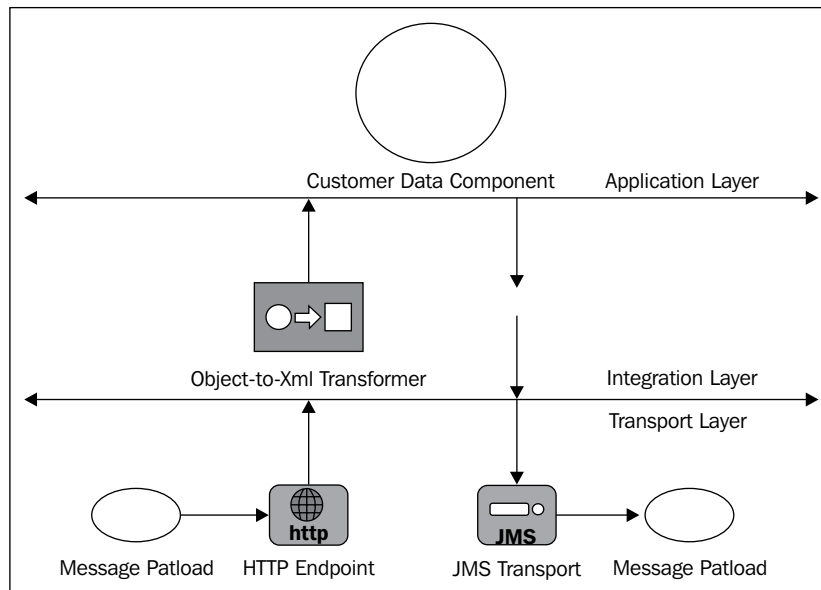 Customer Data Component
Application Layer
Object-to-Xml Transformer
Integration Layer
Transport Layer
http
JMS
Message Patload
HTTP Endpoint
JMS Transport
Message Patload